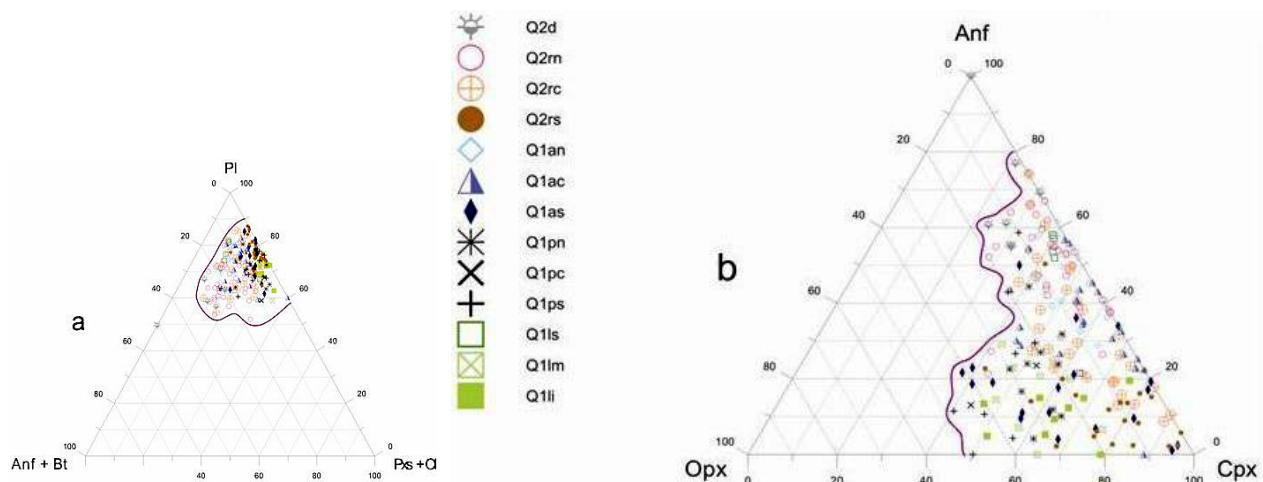 Pl
0 100
20 80
40 60
a
60 40
80 20
100 0
Anf + Bt
Pxs +Ol
40 60 80 100
Q2d
Q2rn
Q2rc
Q2rs
Q1an
Q1ac
Q1as
Q1pn
Q1pc
Q1ps
Q1ls
Q1lm
Q1li
Anf
0 100
20 80
40 60
b
60 40
80 20
100 0
Opx Cpx
0 20 40 60 80 100